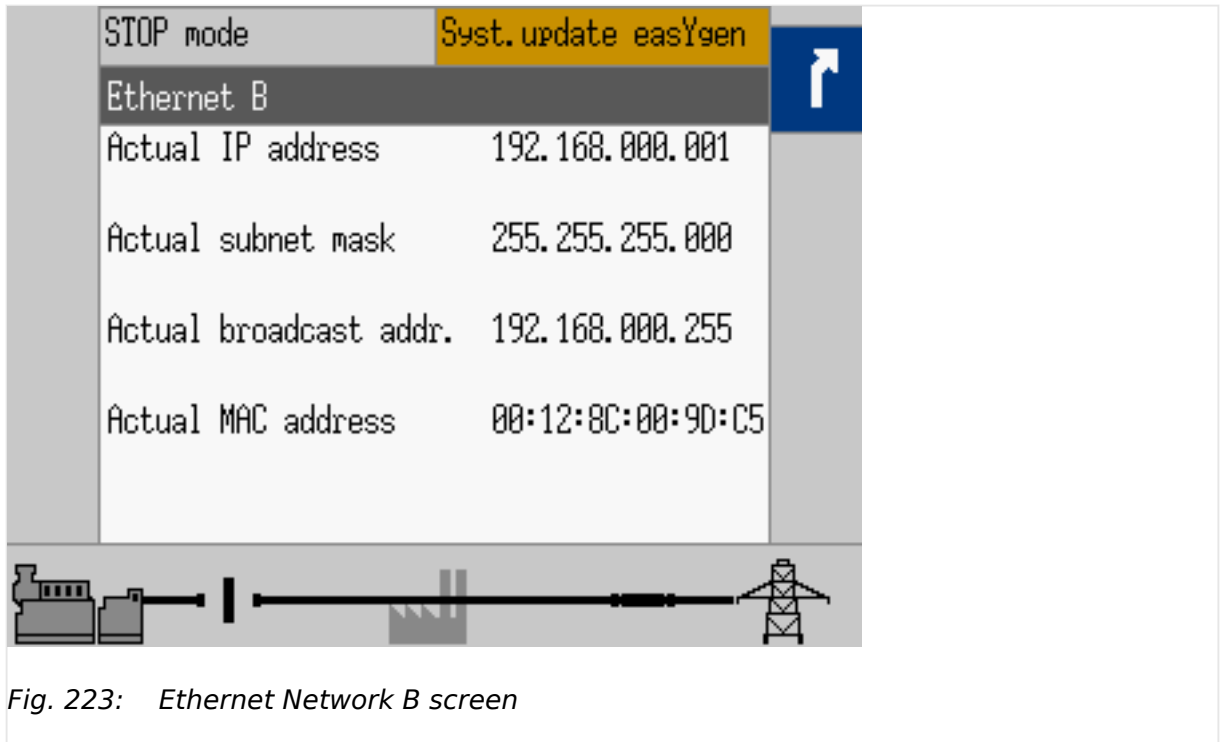 STOP mode Syst.update easYgen
Ethernet B
Actual IP address 192.168.000.001
Actual subnet mask 255.255.255.000
Actual broadcast addr. 192.168.000.255
Actual MAC address 00:12:8C:00:9D:C5
Fig. 223: Ethernet Network B screen